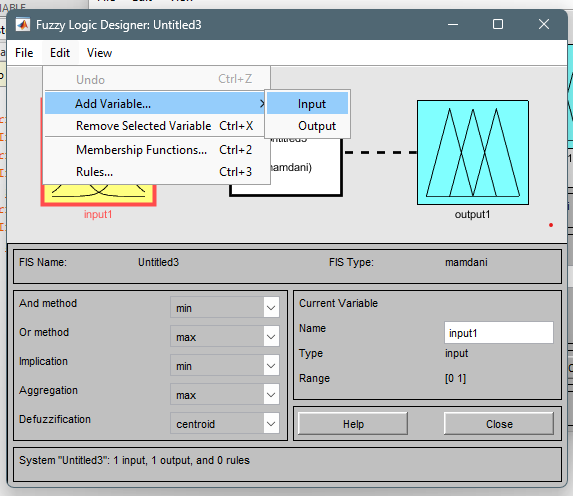 Fuzzy Logic Designer: Untitled3
File Edit View
Undo Ctrl+Z
Add Variable... Input
Remove Selected Variable Ctrl+X Output
Membership Functions... Ctrl+2
Rules... Ctrl+3
mamdani)
input1 output1
FIS Name: Untitled3 FIS Type: mamdani
And method min
Or method max
Implication min
Aggregation max
Defuzzification centroid
Current Variable
Name input1
Type input
Range [0 1]
Help Close
System "Untitled3": 1 input, 1 output, and 0 rules